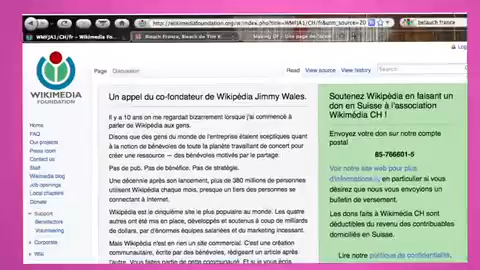 http://wikimediafoundation.org/w/index.php?title=WMFJA1/CH/fr&utm_source=20
belauch france
WMFJA1/CH/fr – Wikimedia Fo...
Making Of – Une page de
Log
Page Discussion
Read View source View history
WIKIMEDIA
FOUNDATION
Home
FAQ
Our projects
Press room
Contact us
Staff
Wikimedia blog
Job openings
Local chapters
Donate
Support
Benefactors
Volunteering
Corporate
Wiki
Un appel du co-fondateur de Wikipédia Jimmy Wales.
Il y a 10 ans on me regardait bizarrement lorsque j'ai commencé à
parler de Wikipédia aux gens.
Disons que des gens du monde de l'entreprise étaient sceptiques quant
à la notion de bénévoles de toute la planète travaillant de concert pour
créer une ressource — des bénévoles motivés par le partage.
Pas de pub. Pas de bénéfice. Pas de stratégie.
Une décennie après son lancement, plus de 380 millions de personnes
utilisent Wikipédia chaque mois, presque un tiers des personnes se
connectant à Internet.
Wikipédia est le cinquième site le plus populaire au monde. Les quatre
autres ont été mis en place, développés et soutenus à coup de milliards
de dollars, par d'énormes équipes salariées et du marketing incessant.
Mais Wikipédia n'est en rien un site commercial. C'est une création
communautaire, écrite par des bénévoles, rédigeant un article après
l'autre. Vous faites partie de cette communauté. Et si je vous écris
Soutenez Wikipédia en faisant un
don en Suisse à l'association
Wikimédia CH !
Envoyez votre don sur notre compte
postal
85-766601-5
Voir notre site web pour plus
d'informations, en particulier si vous
désirez que nous vous envoyions un
bulletin de versement.
Les dons faits à Wikimédia CH sont
déductibles du revenu des contribuables
domiciliés en Suisse.
Lire notre politique de confidentialité,